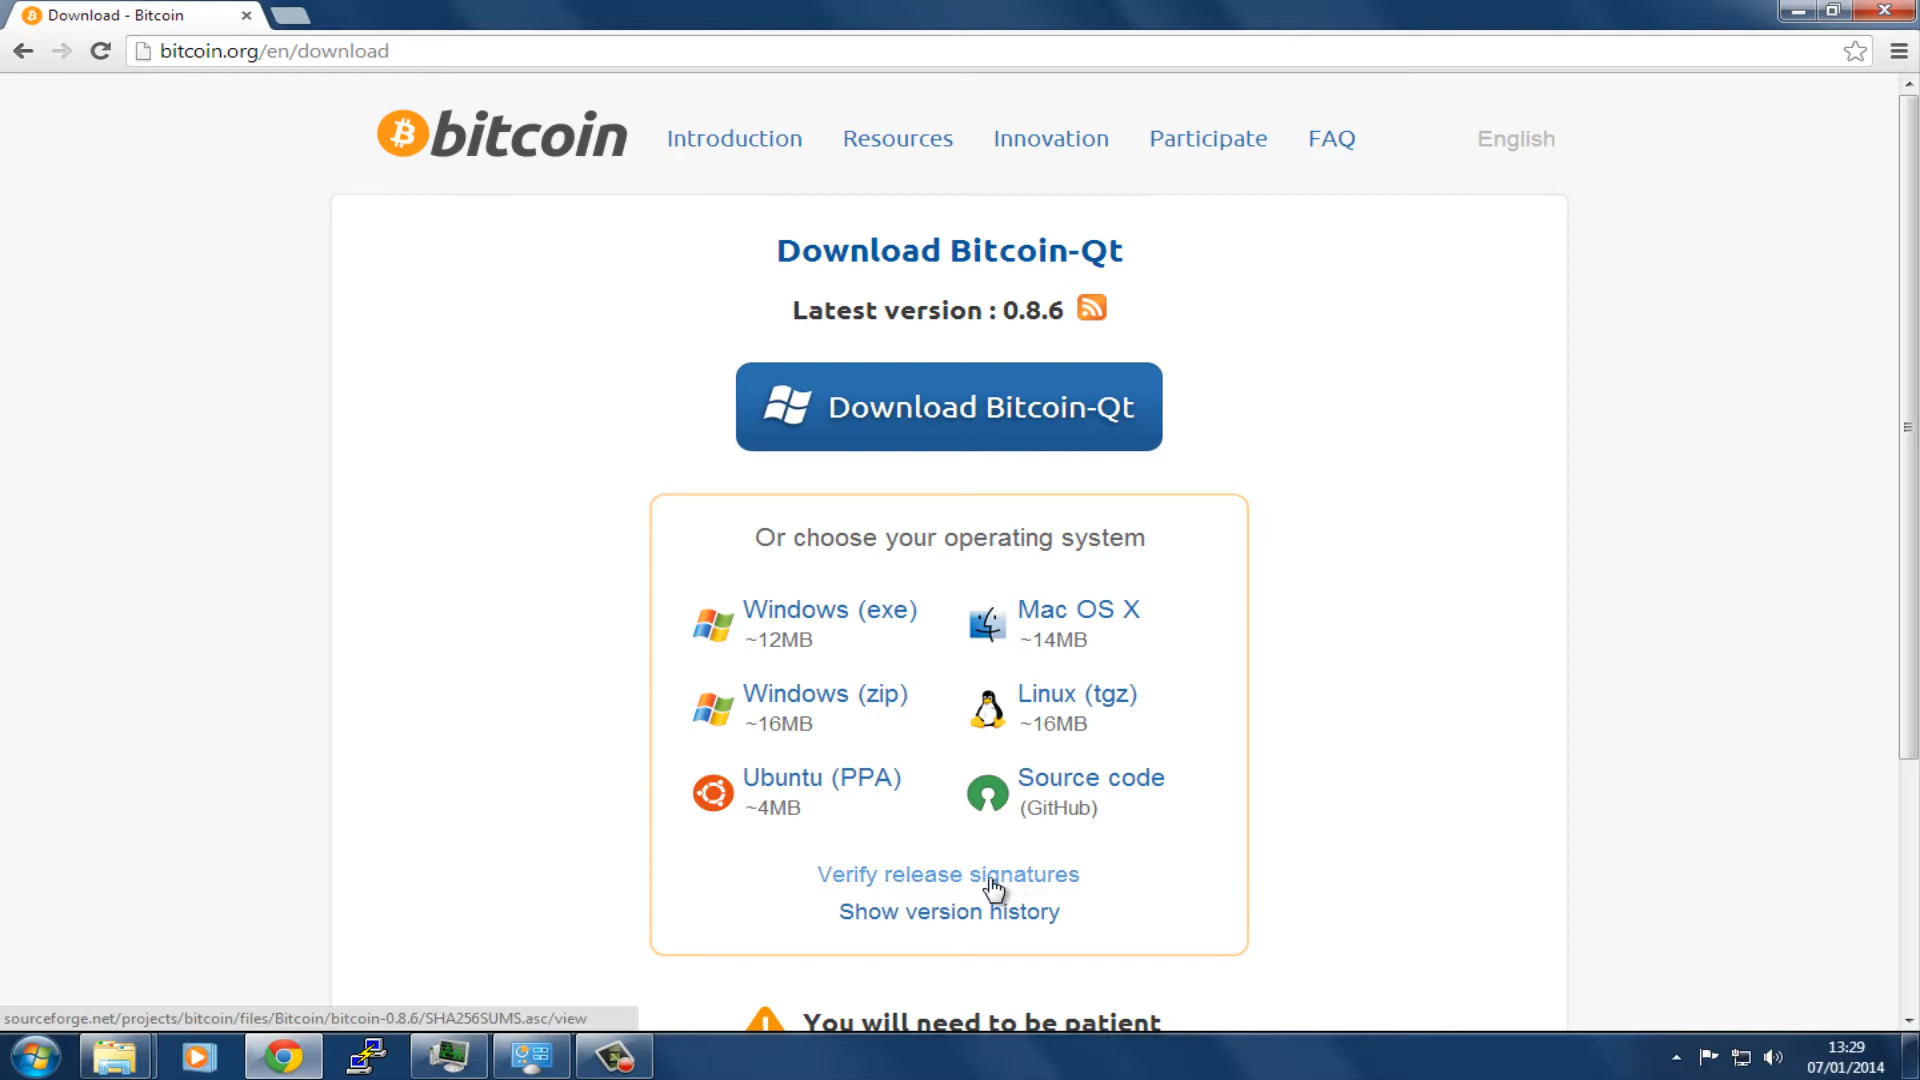 Download - Bitcoin
bitcoin.org/en/download
bitcoin
Introduction
Resources
Innovation
Participate
FAQ
English
Download Bitcoin-Qt
Latest version : 0.8.6
Download Bitcoin-Qt
Or choose your operating system
Windows (exe)
~12MB
Mac OS X
~14MB
Windows (zip)
~16MB
Linux (tgz)
~16MB
Ubuntu (PPA)
~4MB
Source code
(GitHub)
Verify release signatures
Show version history
You will need to be patient
sourceforge.net/projects/bitcoin/files/Bitcoin/bitcoin-0.8.6/SHA256SUMS.asc/view
13:29
07/01/2014